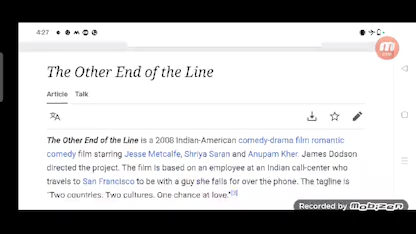 4:27
The Other End of the Line
Article Talk
The Other End of the Line is a 2008 Indian-American comedy-drama film romantic
comedy film starring Jesse Metcalfe, Shriya Saran and Anupam Kher. James Dodson
directed the project. The film is based on an employee at an Indian call-center who
travels to San Francisco to be with a girl she falls for over the phone. The tagline is
"Two countries. Two cultures. One chance at love."
Recorded by Mobizen